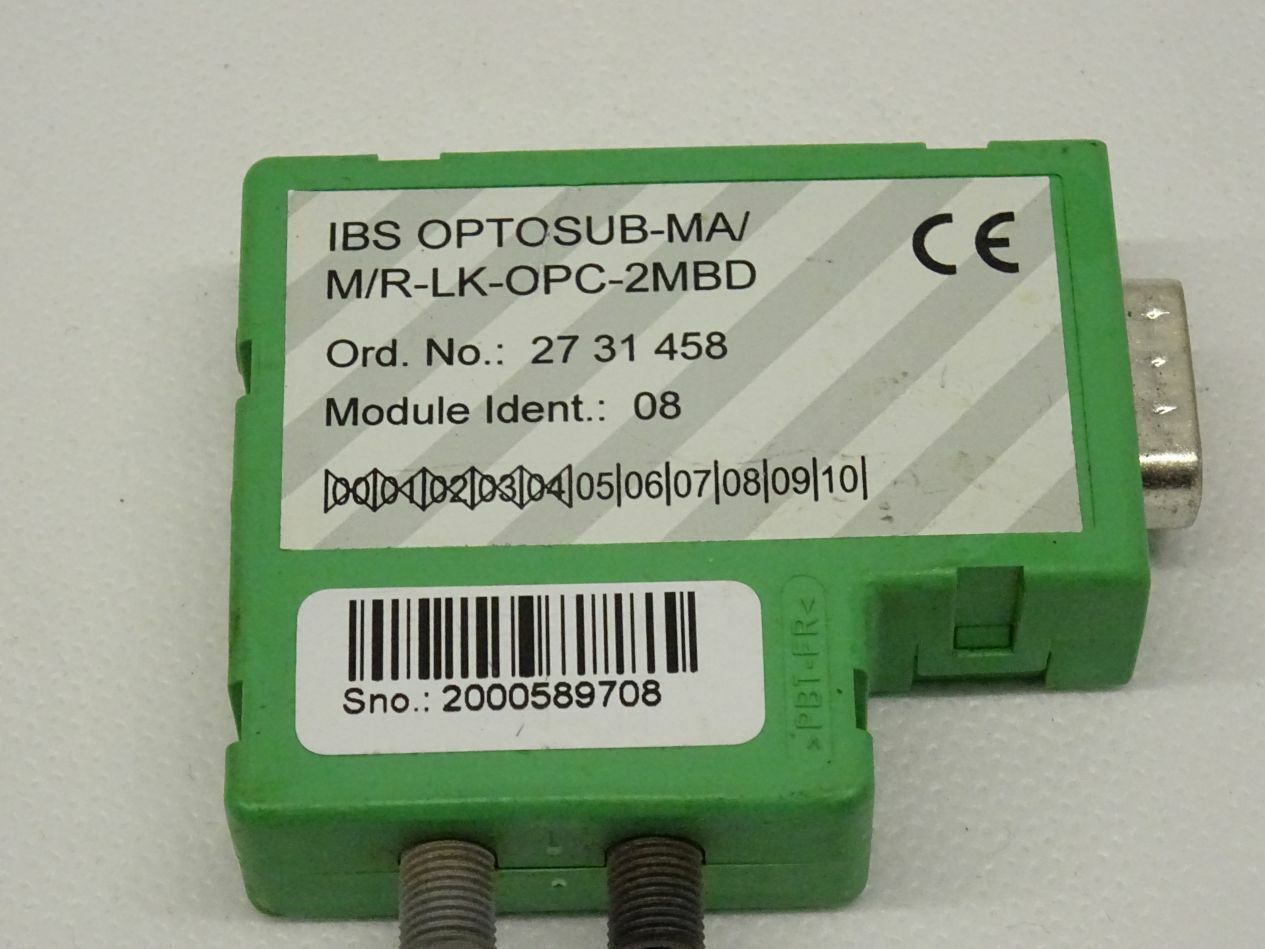 IBS OPTOSUB-MA/
M/R-LK-OPC-2MBD
CE
Ord. No.: 27 31 458
Module Ident.: 08
|00|01|02|03|04|05|06|07|08|09|10|
Sno.: 2000589708
>PBT-FR<